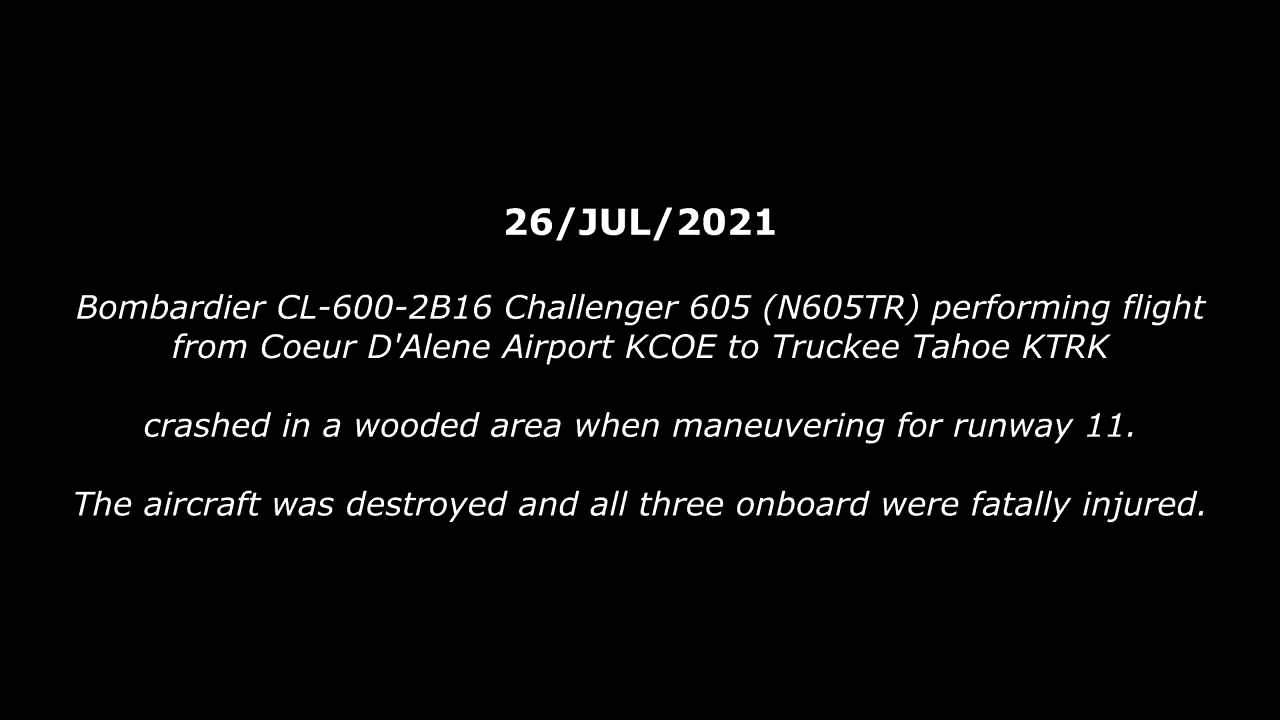 26/JUL/2021
Bombardier CL-600-2B16 Challenger 605 (N605TR) performing flight
from Coeur D'Alene Airport KCOE to Truckee Tahoe KTRK
crashed in a wooded area when maneuvering for runway 11.
The aircraft was destroyed and all three onboard were fatally injured.